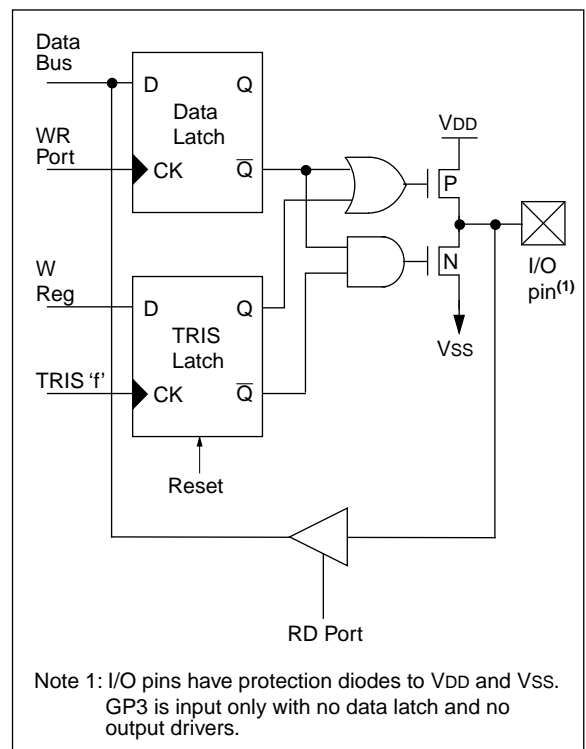 Data
Bus
D
Q
Data
Latch
WR
Port
CK
Q̅
VDD
P
I/O
pin(1)
N
VSS
W
Reg
D
Q
TRIS
Latch
TRIS ‘f’
CK
Q̅
Reset
RD Port
Note 1: I/O pins have protection diodes to VDD and VSS.
GP3 is input only with no data latch and no
output drivers.